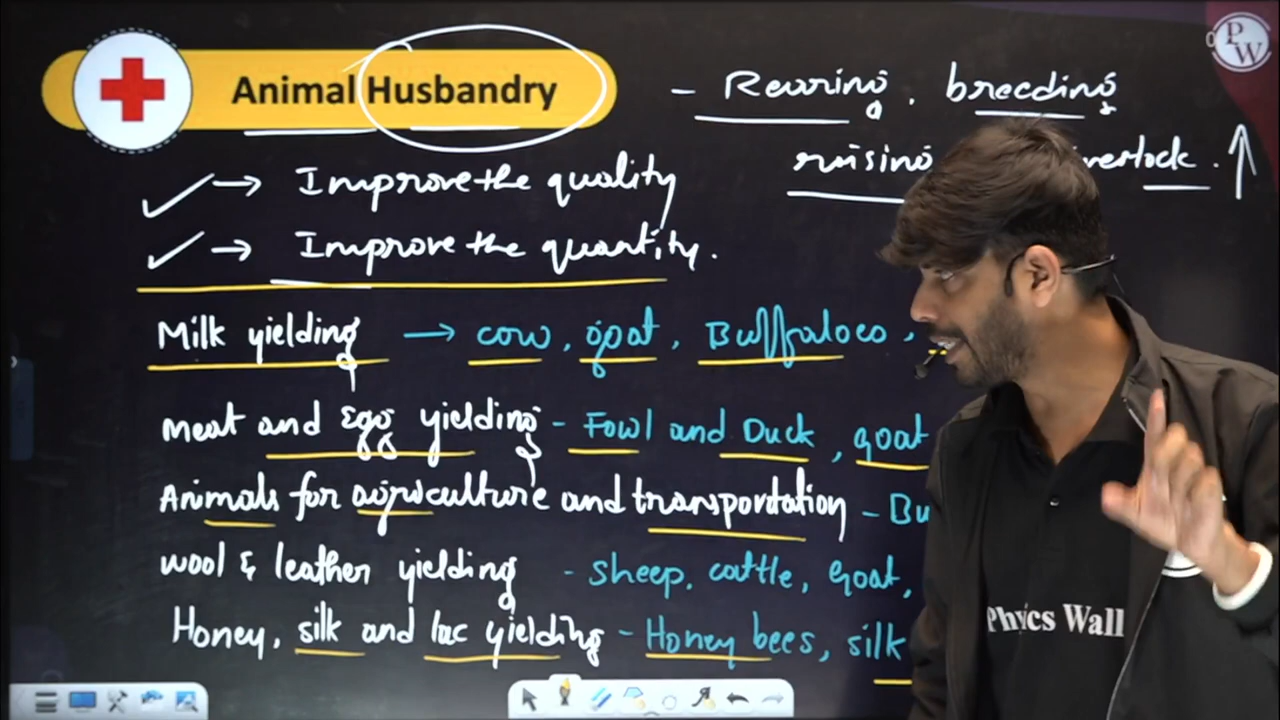 Animal Husbandry
PW
- Rearing, breeding
raising livestock.
→ Improve the quality
→ Improve the quantity.
Milk yielding → cow, goat, Buffaloes,
Meat and Egg yielding - Fowl and Duck, goat
Animals for agriculture and transportation - Bu
wool & leather yielding - sheep, cattle, Goat,
Honey, silk and lac yielding - Honey bees, silk
Physics Wall